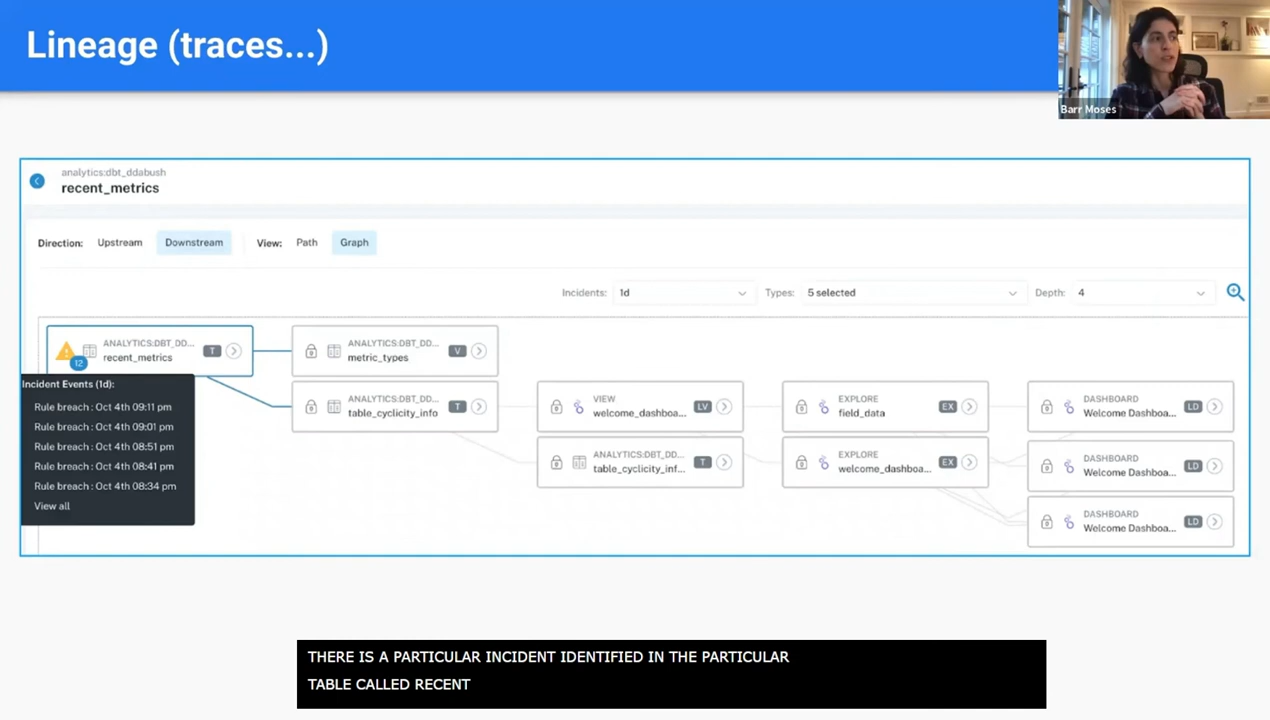 Lineage (traces...)
Barr Moses
analytics:dbt_ddabush
recent_metrics
Direction: Upstream Downstream View: Path Graph
Incidents: 1d Types: 5 selected Depth: 4
ANALYTICS:DBT_DD...
recent_metrics
T
12
ANALYTICS:DBT_DD...
metric_types
V
Incident Events (1d):
Rule breach : Oct 4th 09:11 pm
Rule breach : Oct 4th 09:01 pm
Rule breach : Oct 4th 08:51 pm
Rule breach : Oct 4th 08:41 pm
Rule breach : Oct 4th 08:34 pm
View all
ANALYTICS:DBT_DD...
table_cyclicity_info
T
VIEW
welcome_dashboa...
LV
EXPLORE
field_data
EX
DASHBOARD
Welcome Dashboa...
LD
ANALYTICS:DBT_DD...
table_cyclicity_inf...
T
EXPLORE
welcome_dashboa...
EX
DASHBOARD
Welcome Dashboa...
LD
DASHBOARD
Welcome Dashboa...
LD
THERE IS A PARTICULAR INCIDENT IDENTIFIED IN THE PARTICULAR
TABLE CALLED RECENT